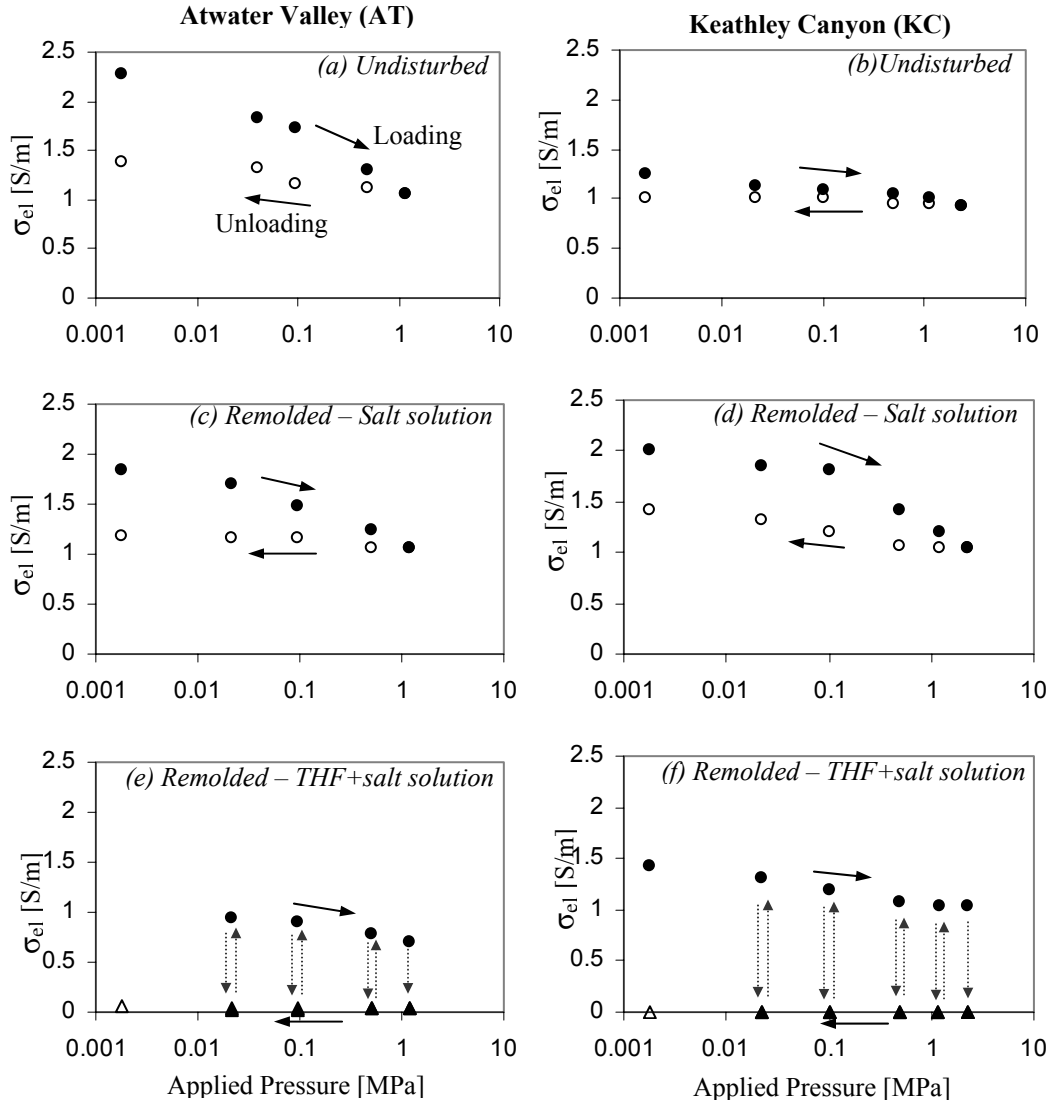 Atwater Valley (AT)
Keathley Canyon (KC)
(a) Undisturbed
2.5
2
1.5
1
0.5
0
σel [S/m]
Loading
Unloading
0.001 0.01 0.1 1 10
(b)Undisturbed
2.5
2
1.5
1
0.5
0
σel [S/m]
0.001 0.01 0.1 1 10
(c) Remolded – Salt solution
2.5
2
1.5
1
0.5
0
σel [S/m]
0.001 0.01 0.1 1 10
(d) Remolded – Salt solution
2.5
2
1.5
1
0.5
0
σel [S/m]
0.001 0.01 0.1 1 10
(e) Remolded – THF+salt solution
2.5
2
1.5
1
0.5
0
σel [S/m]
0.001 0.01 0.1 1 10
Applied Pressure [MPa]
(f) Remolded – THF+salt solution
2.5
2
1.5
1
0.5
0
σel [S/m]
0.001 0.01 0.1 1 10
Applied Pressure [MPa]